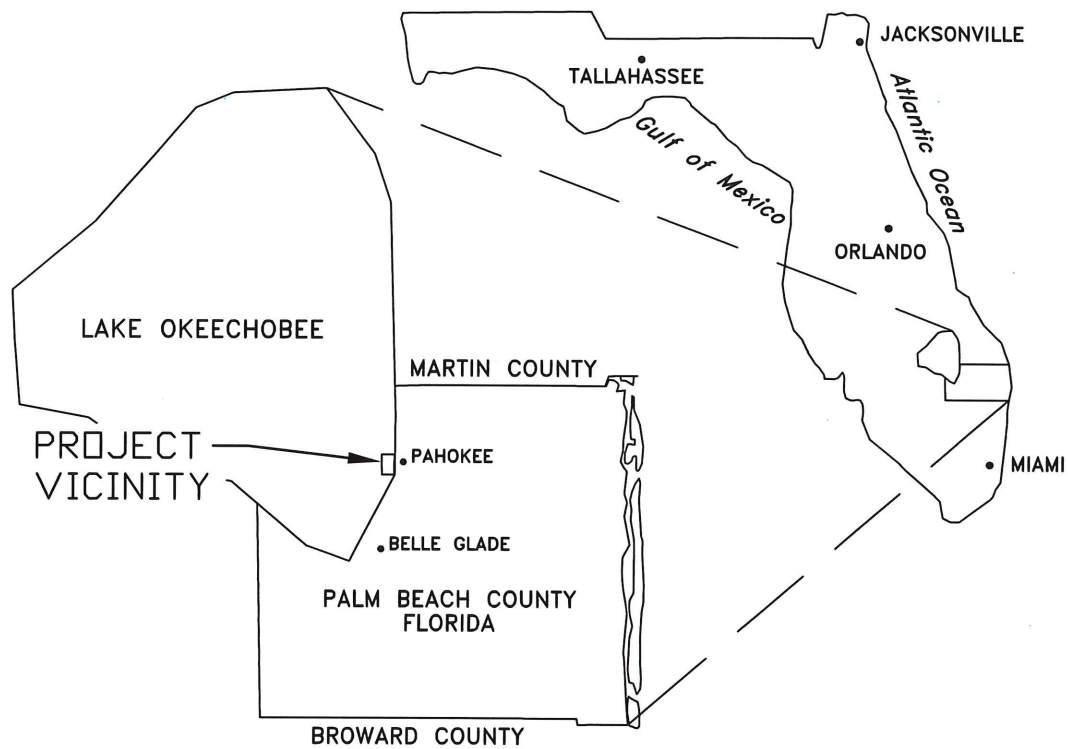 JACKSONVILLE
TALLAHASSEE
Atlantic Ocean
Gulf of Mexico
ORLANDO
LAKE OKEECHOBEE
MARTIN COUNTY
PROJECT
VICINITY
PAHOKEE
MIAMI
BELLE GLADE
PALM BEACH COUNTY
FLORIDA
BROWARD COUNTY